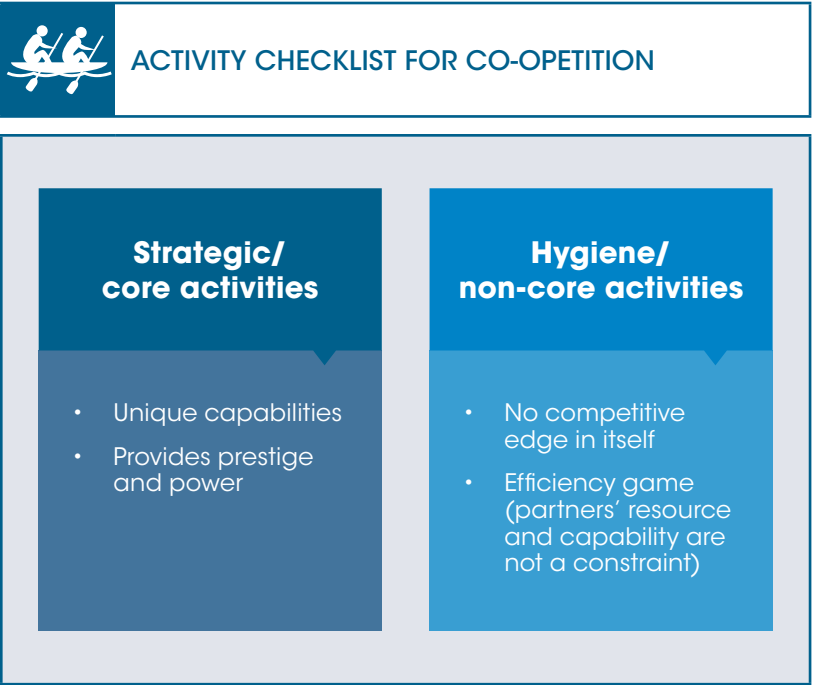 ACTIVITY CHECKLIST FOR CO-OPETITION
Strategic/
core activities
• Unique capabilities
• Provides prestige
and power
Hygiene/
non-core activities
• No competitive
edge in itself
• Efficiency game
(partners’ resource
and capability are
not a constraint)